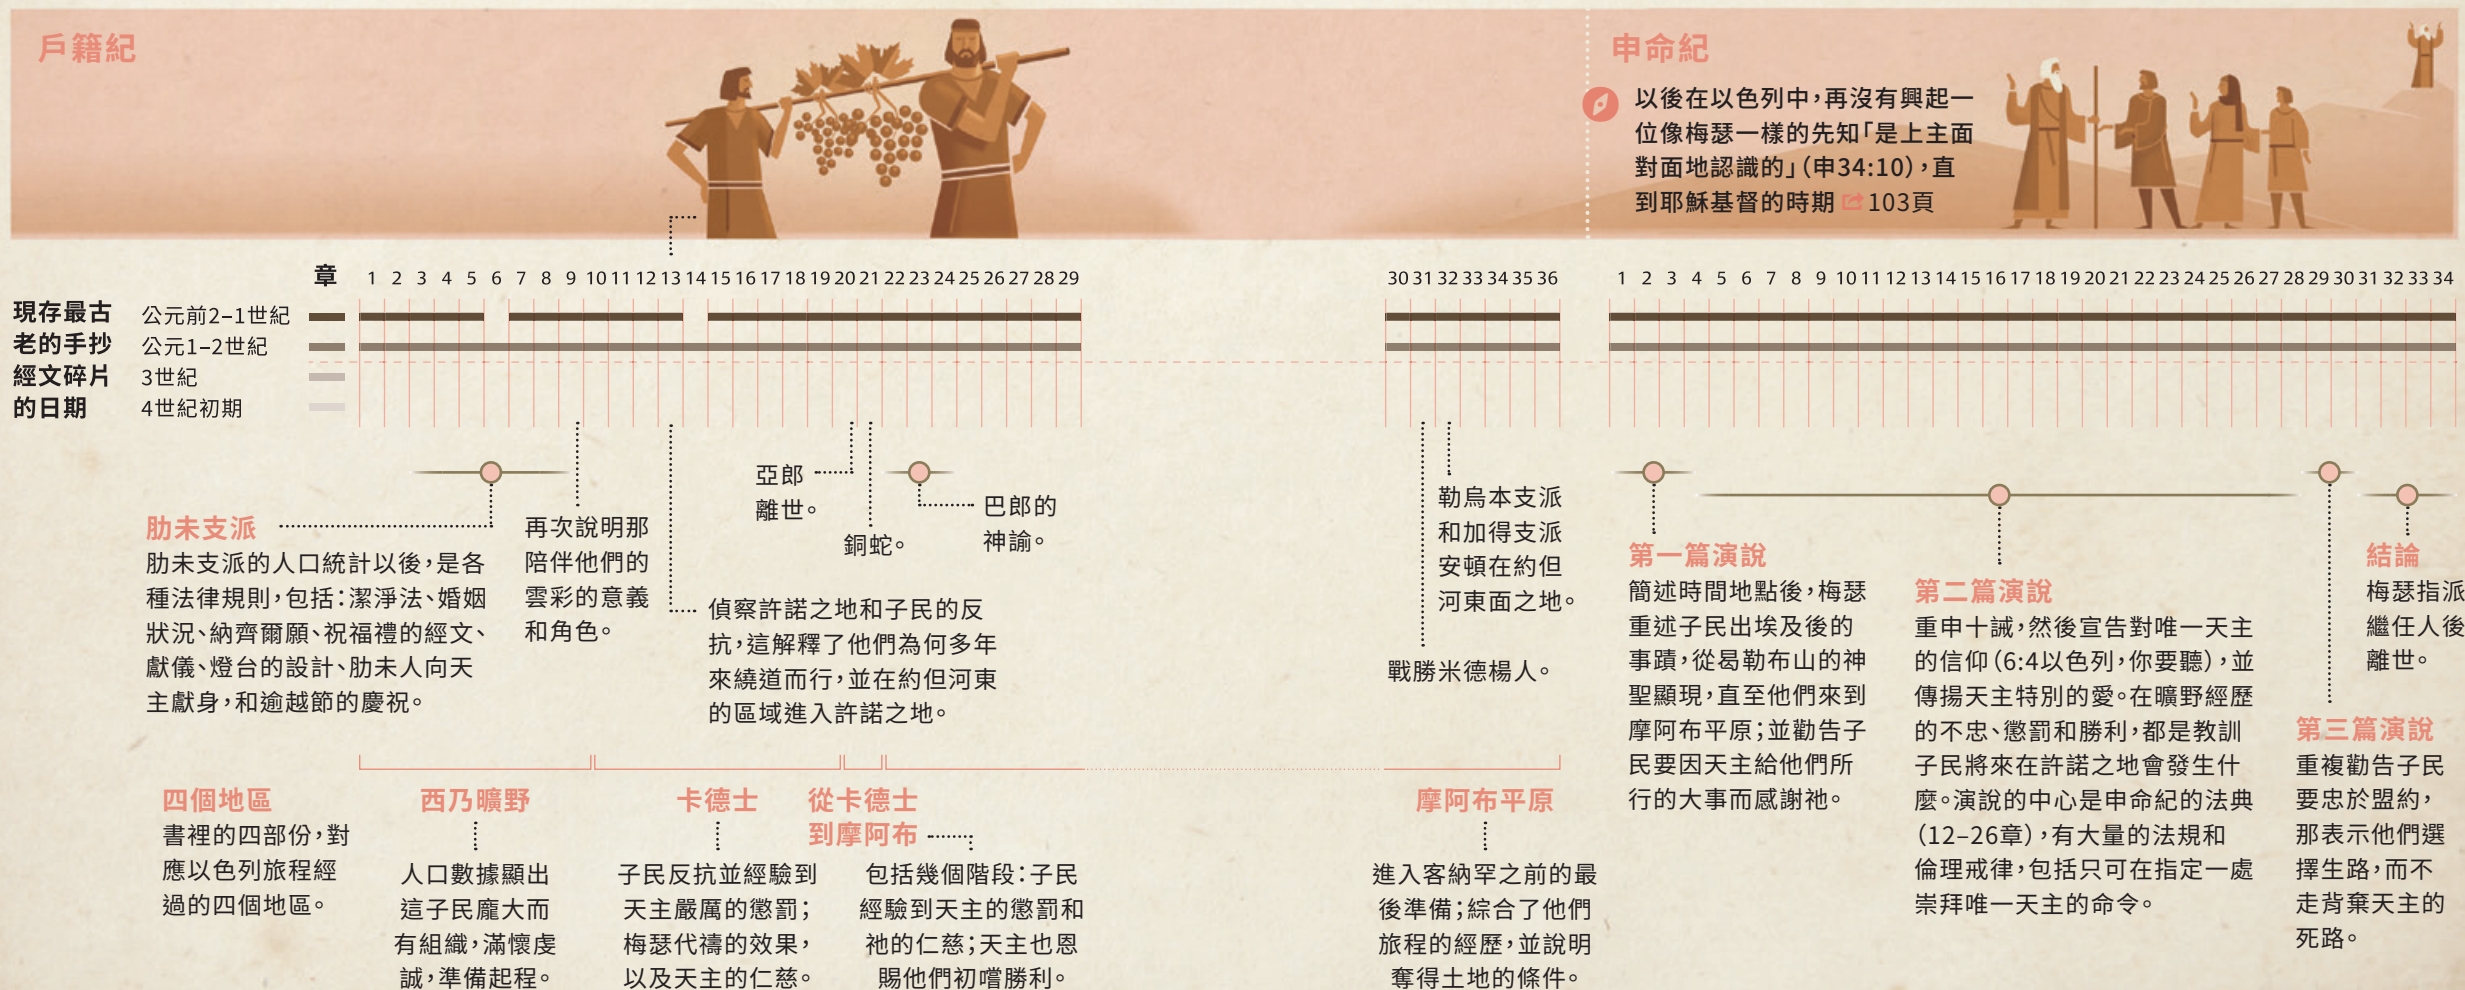 戶籍紀
申命紀
以後在以色列中，再沒有興起一
位像梅瑟一樣的先知「是上主面
對面地認識的」（申34:10），直
到耶穌基督的時期 103頁
章 1 2 3 4 5 6 7 8 9 10 11 12 13 14 15 16 17 18 19 20 21 22 23 24 25 26 27 28 29 30 31 32 33 34 35 36
1 2 3 4 5 6 7 8 9 10 11 12 13 14 15 16 17 18 19 20 21 22 23 24 25 26 27 28 29 30 31 32 33 34
現存最古
老的手抄
經文碎片
的日期
公元前2–1世紀
公元1–2世紀
3世紀
4世紀初期
肋未支派
肋未支派的人口統計以後，是各
種法律規則，包括：潔淨法、婚姻
狀況、納齊爾願、祝福禮的經文、
獻儀、燈台的設計、肋未人向天
主獻身，和逾越節的慶祝。
再次說明那
陪伴他們的
雲彩的意義
和角色。
偵察許諾之地和子民的反
抗，這解釋了他們為何多年
來繞道而行，並在約但河東
的區域進入許諾之地。
亞郎
離世。
銅蛇。
巴郎的
神諭。
戰勝米德楊人。
勒烏本支派
和加得支派
安頓在約但
河東面之地。
第一篇演說
簡述時間地點後，梅瑟
重述子民出埃及後的
事蹟，從曷勒布山的神
聖顯現，直至他們來到
摩阿布平原；並勸告子
民要因天主給他們所
行的大事而感謝祂。
第二篇演說
重申十誡，然後宣告對唯一天主
的信仰（6:4以色列，你要聽），並
傳揚天主特別的愛。在曠野經歷
的不忠、懲罰和勝利，都是教訓
子民將來在許諾之地會發生什
麼。演說的中心是申命紀的法典
（12–26章），有大量的法規和
倫理戒律，包括只可在指定一處
崇拜唯一天主的命令。
第三篇演說
重複勸告子民
要忠於盟約，
那表示他們選
擇生路，而不
走背棄天主的
死路。
結論
梅瑟指派
繼任人後
離世。
四個地區
書裡的四部份，對
應以色列旅程經
過的四個地區。
西乃曠野
人口數據顯出
這子民龐大而
有組織，滿懷虔
誠，準備起程。
卡德士
子民反抗並經驗到
天主嚴厲的懲罰；
梅瑟代禱的效果，
以及天主的仁慈。
從卡德士
到摩阿布
包括幾個階段：子民
經驗到天主的懲罰和
祂的仁慈；天主也恩
賜他們初嚐勝利。
摩阿布平原
進入客納罕之前的最
後準備；綜合了他們
旅程的經歷，並說明
奪得土地的條件。